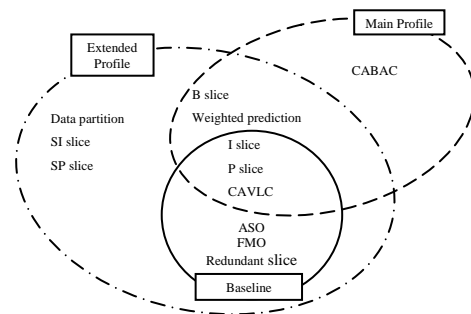 Main Profile
Extended
Profile
CABAC
B slice
Data partition
Weighted prediction
SI slice
I slice
SP slice
P slice
CAVLC
ASO
FMO
Redundant slice
Baseline